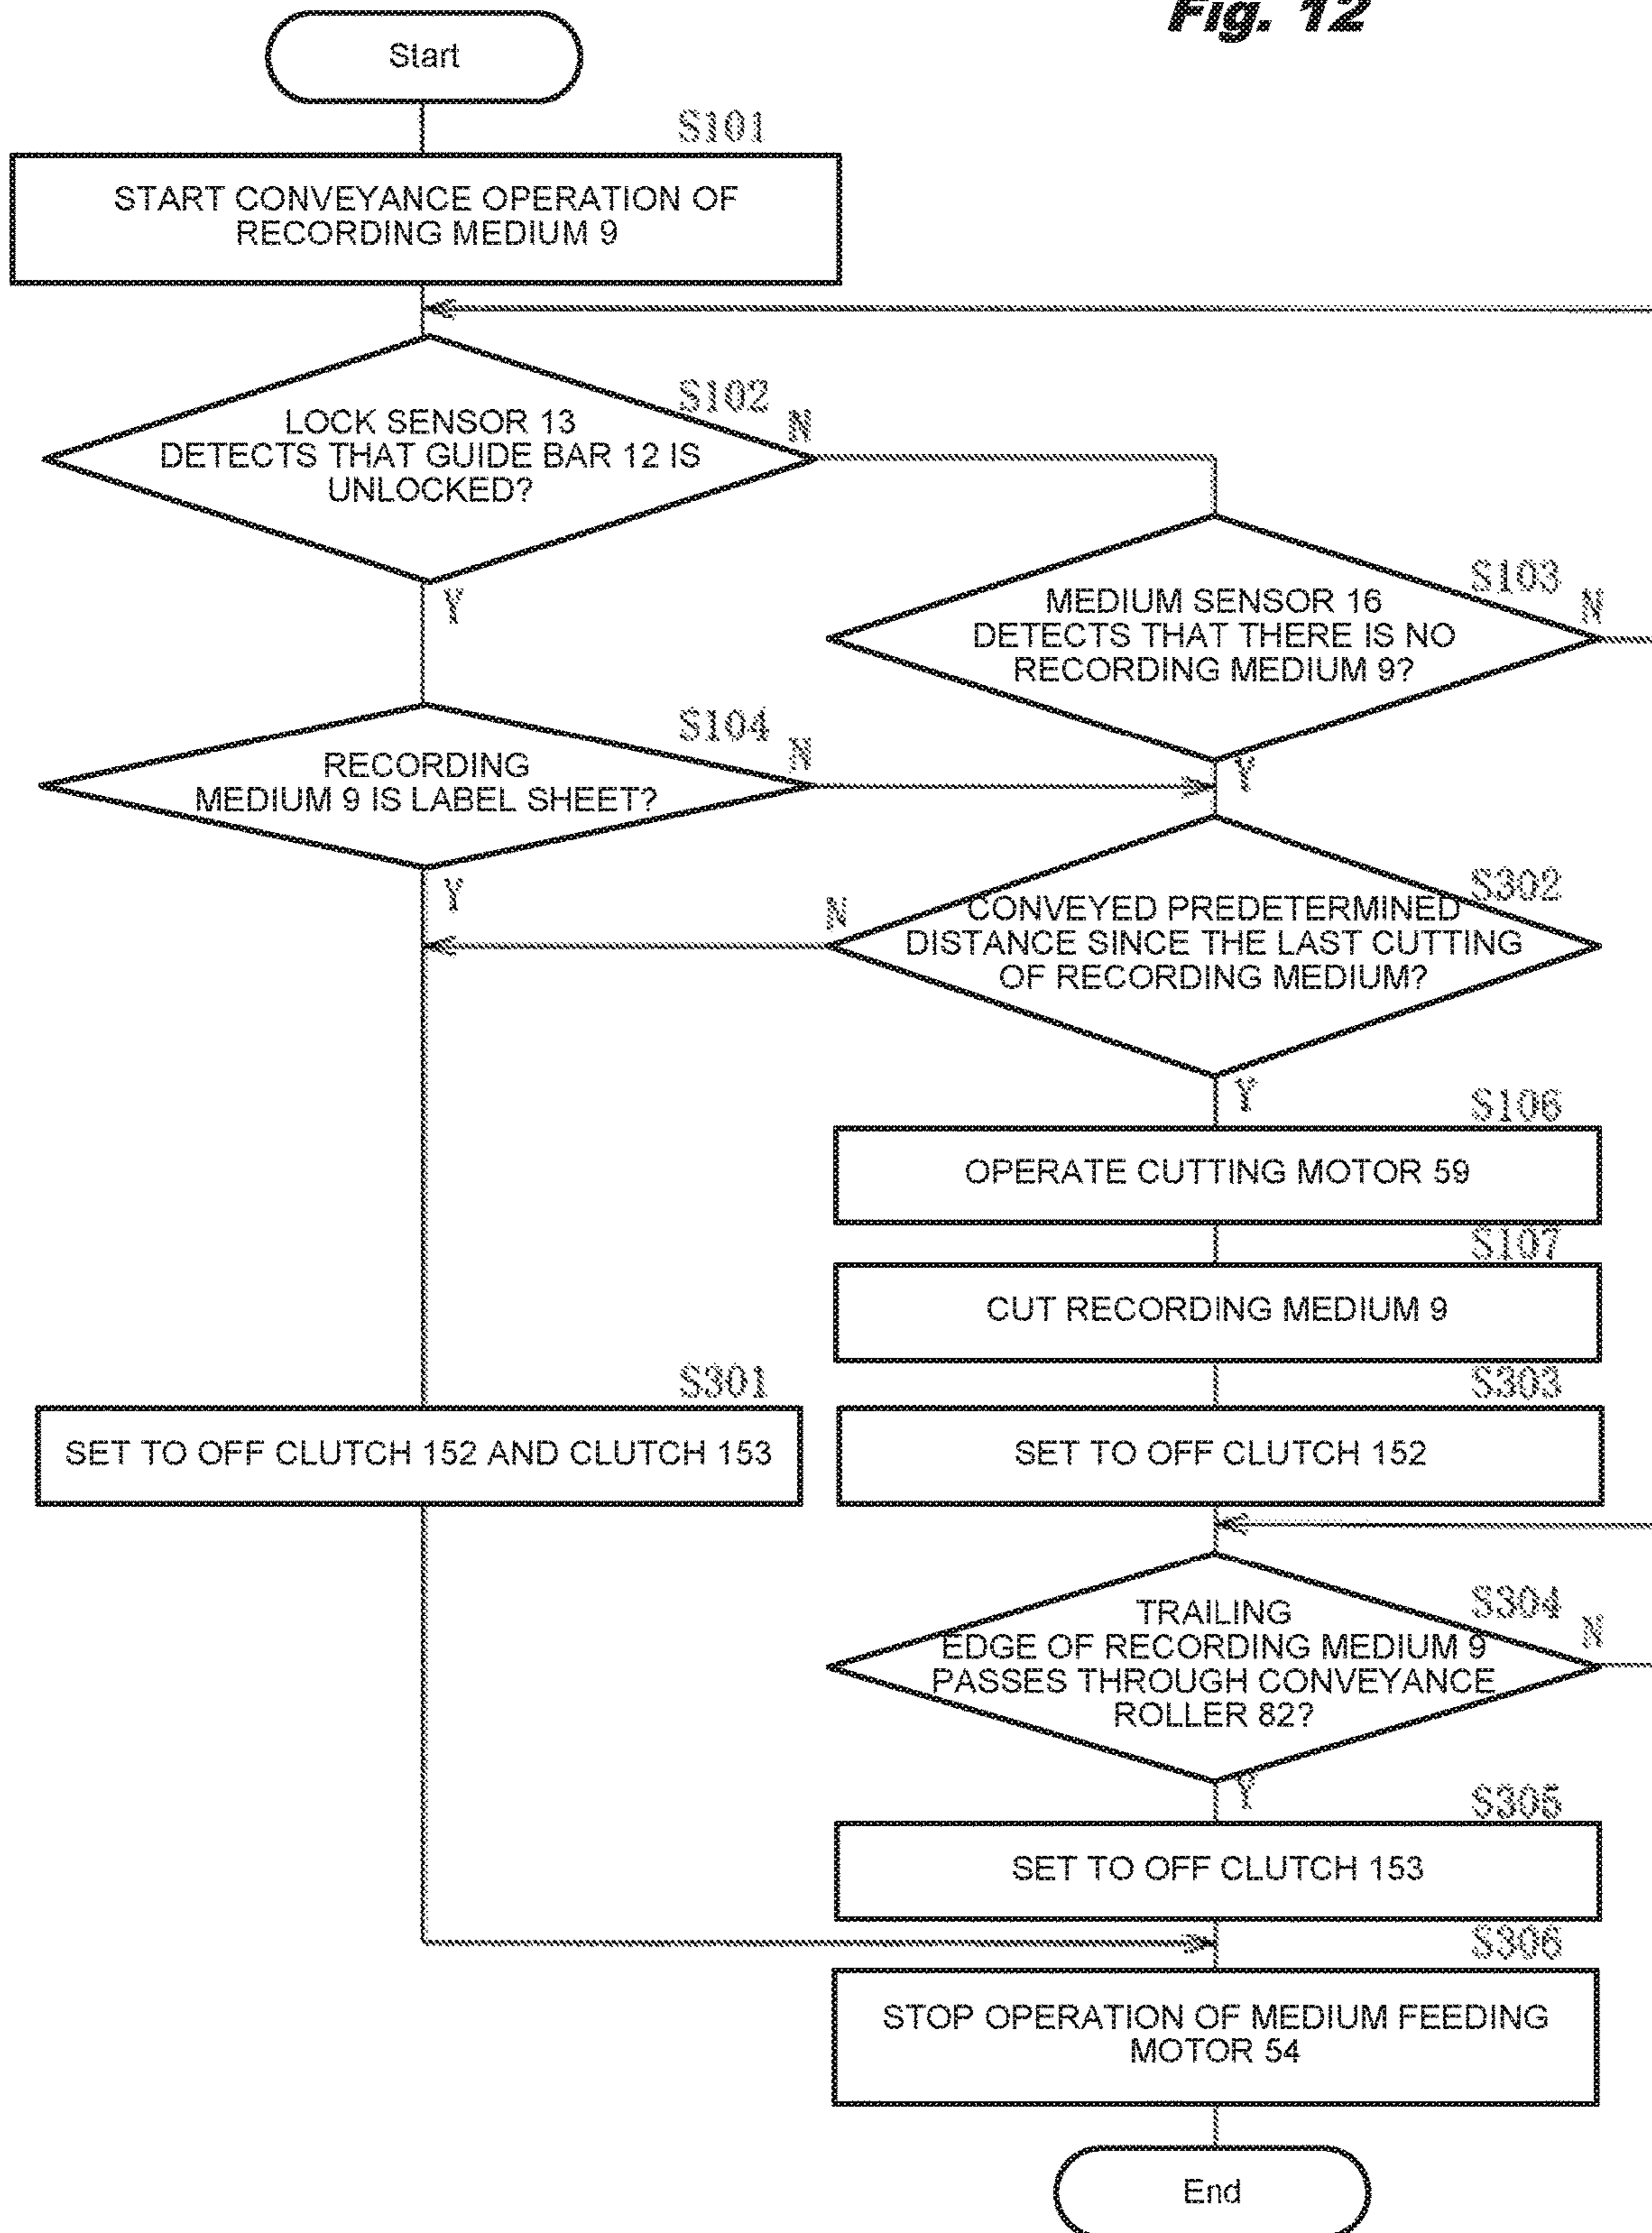 Fig. 12
Start
S101
START CONVEYANCE OPERATION OF
RECORDING MEDIUM 9
S102
N
LOCK SENSOR 13
DETECTS THAT GUIDE BAR 12 IS
UNLOCKED?
Y
S103
N
MEDIUM SENSOR 16
DETECTS THAT THERE IS NO
RECORDING MEDIUM 9?
Y
S104
N
RECORDING
MEDIUM 9 IS LABEL SHEET?
Y
S302
N
CONVEYED PREDETERMINED
DISTANCE SINCE THE LAST CUTTING
OF RECORDING MEDIUM?
Y
S106
OPERATE CUTTING MOTOR 59
S107
CUT RECORDING MEDIUM 9
S301
SET TO OFF CLUTCH 152 AND CLUTCH 153
S303
SET TO OFF CLUTCH 152
S304
N
TRAILING
EDGE OF RECORDING MEDIUM 9
PASSES THROUGH CONVEYANCE
ROLLER 82?
Y
S305
SET TO OFF CLUTCH 153
S306
STOP OPERATION OF MEDIUM FEEDING
MOTOR 54
End